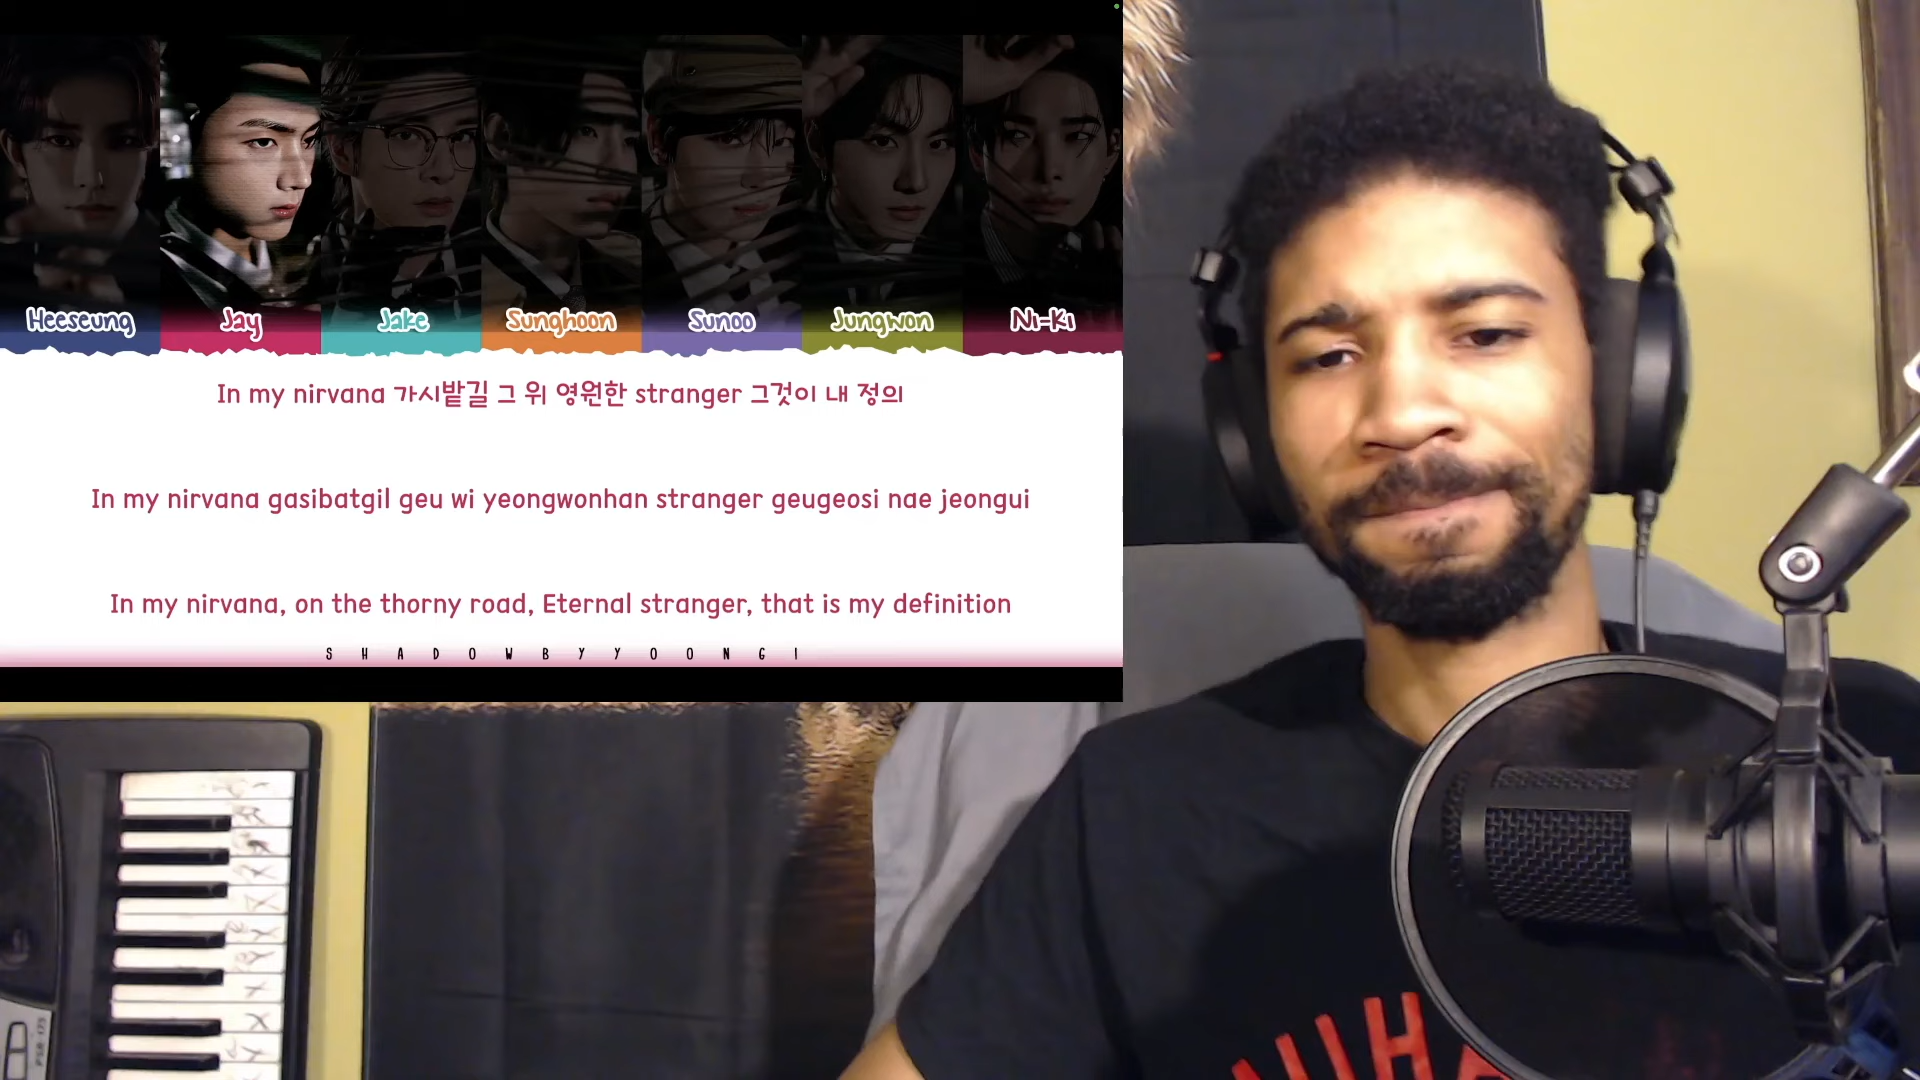 Heeseung
Jay
Jake
Sunghoon
Sunoo
Jungwon
Ni-Ki
In my nirvana 가시밭길 그 위 영원한 stranger 그것이 내 정의
In my nirvana gasibatgil geu wi yeongwonhan stranger geugeosi nae jeongui
In my nirvana, on the thorny road, Eternal stranger, that is my definition
SHADOWBYYOONGI